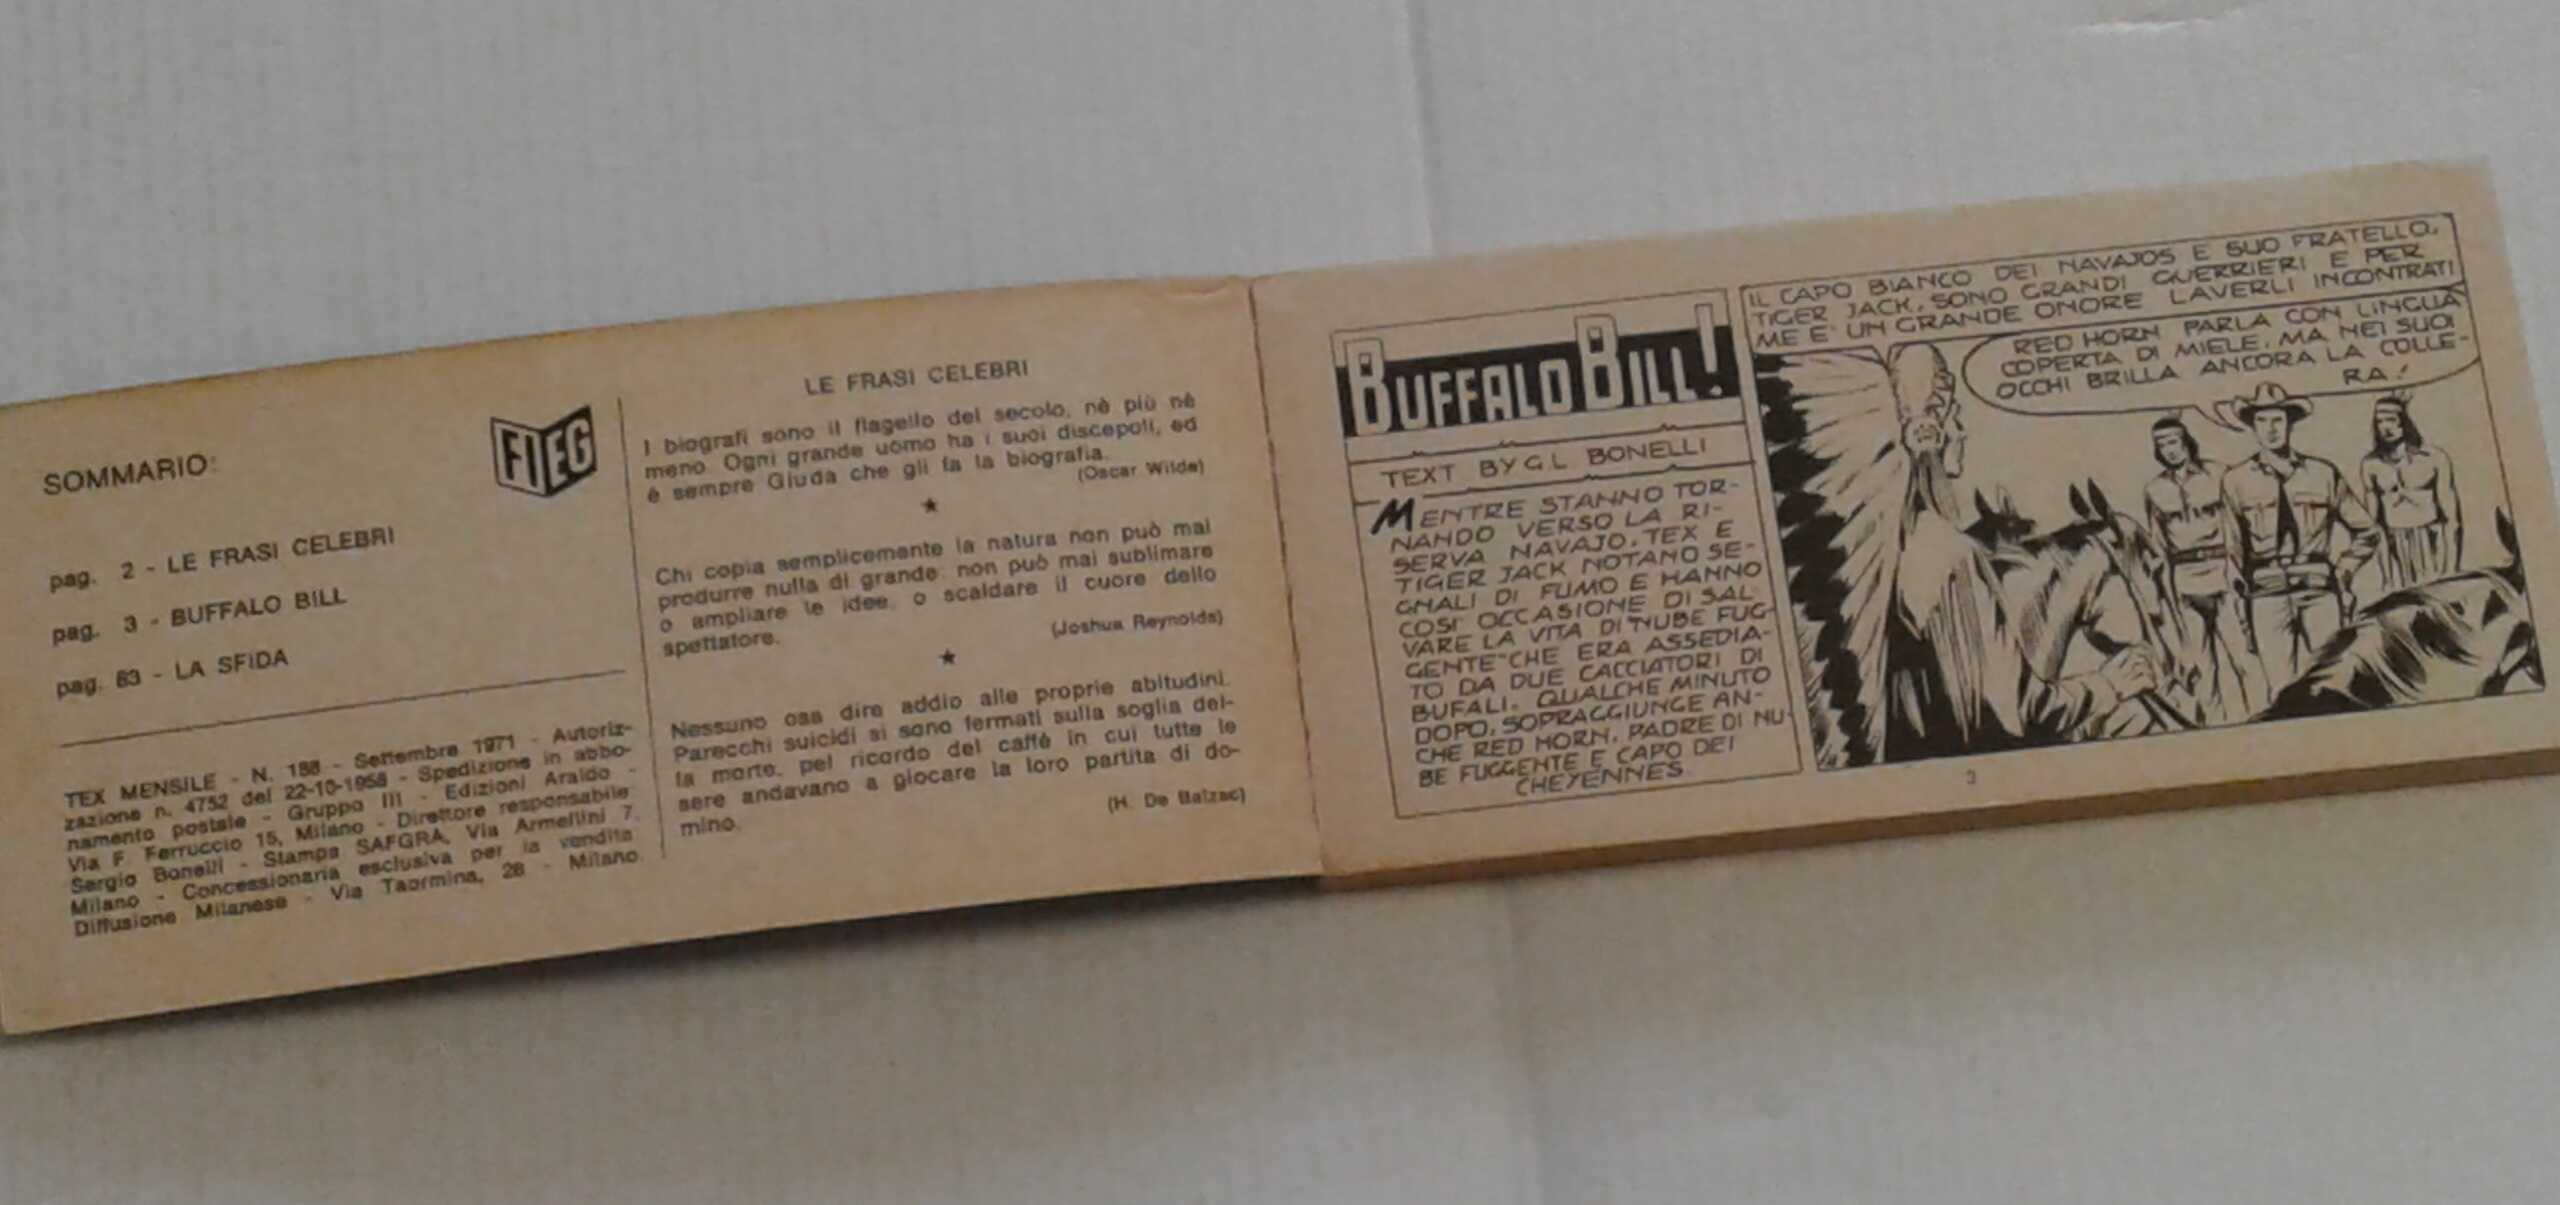 SOMMARIO:
FIEG
pag. 2 - LE FRASI CELEBRI
pag. 3 - BUFFALO BILL
pag. 83 - LA SFIDA
TEX MENSILE - N. 188 - Settembre 1971 - Autoriz-
zazione n. 4752 del 22-10-1958 - Spedizione in abbo-
namento postale - Gruppo III - Edizioni Araldo -
Via F. Ferruccio 15, Milano - Direttore responsabile
Sergio Bonelli - Stampa SAFGRA, Via Armellini 7,
Milano - Concessionaria esclusiva per la vendita
Diffusione Milanese - Via Taormina, 28 - Milano.
LE FRASI CELEBRI
I biografi sono il flagello del secolo, nè più nè
meno. Ogni grande uomo ha i suoi discepoli, ed
è sempre Giuda che gli fa la biografia.
(Oscar Wilde)
Chi copia semplicemente la natura non può mai
produrre nulla di grande; non può mai sublimare
o ampliare le idee, o scaldare il cuore dello
spettatore.
(Joshua Reynolds)
Nessuno osa dire addio alle proprie abitudini.
Parecchi suicidi si sono fermati sulla soglia del-
la morte, pel ricordo del caffè in cui tutte le
sere andavano a giocare la loro partita di do-
mino.
(H. De Balzac)
BUFFALO BILL!
TEXT BY G.L. BONELLI
MENTRE STANNO TOR-
NANDO VERSO LA RI-
SERVA NAVAJO, TEX E
TIGER JACK NOTANO SE-
GNALI DI FUMO E HANNO
COSI' OCCASIONE DI SAL-
VARE LA VITA DI "NUBE FUG-
GENTE" CHE ERA ASSEDIA-
TO DA DUE CACCIATORI DI
BUFALI. QUALCHE MINUTO
DOPO, SOPRAGGIUNGE AN-
CHE RED HORN, PADRE DI NU-
BE FUGGENTE E CAPO DEI
CHEYENNES.
IL CAPO BIANCO DEI NAVAJOS E SUO FRATELLO,
TIGER JACK, SONO GRANDI GUERRIERI E PER
ME E' UN GRANDE ONORE L'AVERLI INCONTRATI
RED HORN PARLA CON LINGUA
COPERTA DI MIELE, MA NEI SUOI
OCCHI BRILLA ANCORA LA COLLE-
RA!
3